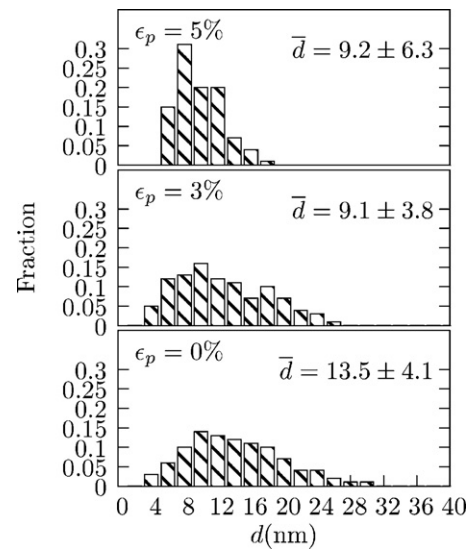 ϵp = 5%
d̄ = 9.2 ± 6.3
0.3
0.25
0.2
0.15
0.1
0.05
0
ϵp = 3%
d̄ = 9.1 ± 3.8
0.3
0.25
0.2
0.15
0.1
0.05
0
Fraction
ϵp = 0%
d̄ = 13.5 ± 4.1
0.3
0.25
0.2
0.15
0.1
0.05
0
0 4 8 12 16 20 24 28 32 36 40
d(nm)